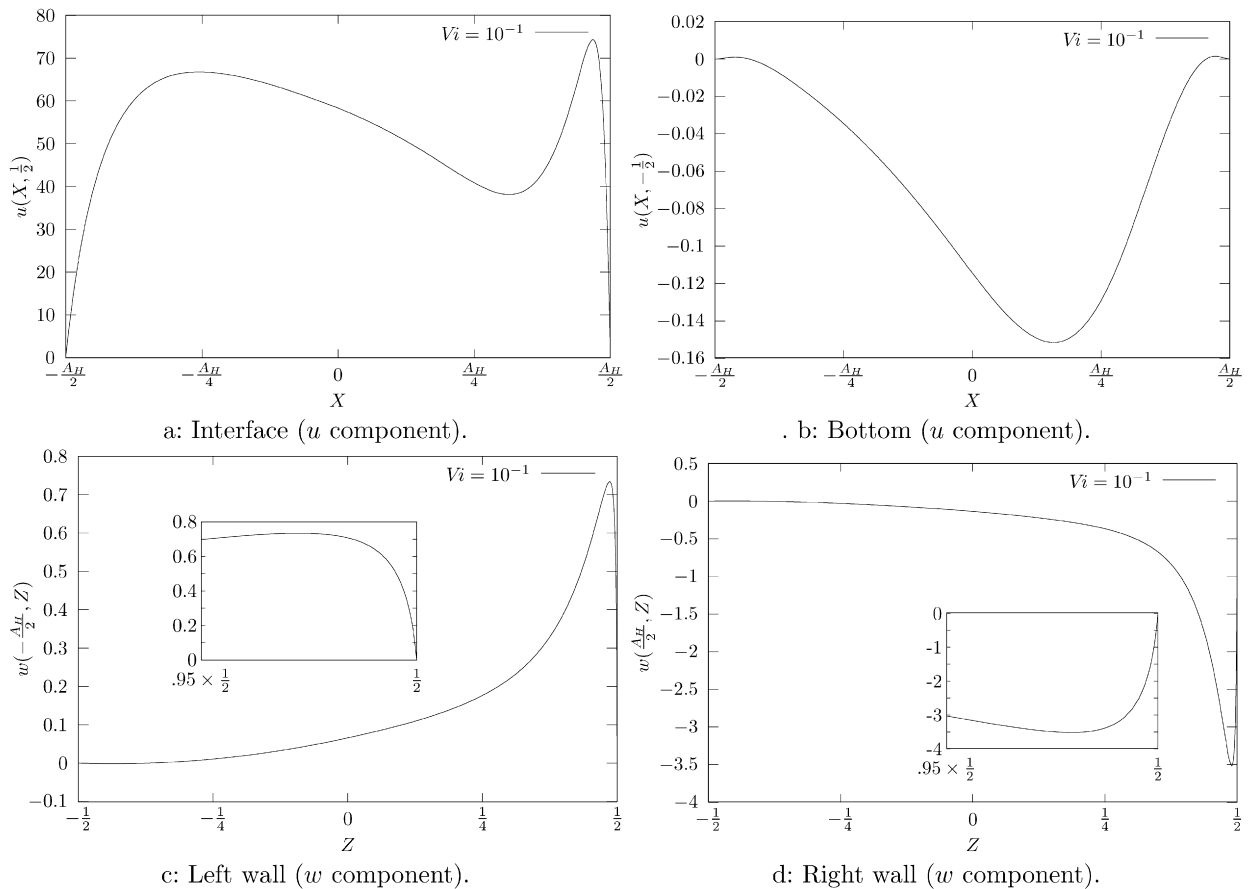 80
70
60
50
40
30
20
10
0
u(X, 1/2)
Vi = 10⁻¹
−A_H/2 −A_H/4 0 A_H/4 A_H/2
X
a: Interface (u component).
0.02
0
−0.02
−0.04
−0.06
−0.08
−0.1
−0.12
−0.14
−0.16
u(X, −1/2)
Vi = 10⁻¹
−A_H/2 −A_H/4 0 A_H/4 A_H/2
X
. b: Bottom (u component).
0.8
0.7
0.6
0.5
0.4
0.3
0.2
0.1
0
−0.1
w(−A_H/2, Z)
Vi = 10⁻¹
0.8
0.6
0.4
0.2
0
.95 × 1/2 1/2
−1/2 −1/4 0 1/4 1/2
Z
c: Left wall (w component).
0.5
0
−0.5
−1
−1.5
−2
−2.5
−3
−3.5
−4
w(A_H/2, Z)
Vi = 10⁻¹
0
-1
-2
-3
-4
.95 × 1/2 1/2
−1/2 −1/4 0 1/4 1/2
Z
d: Right wall (w component).